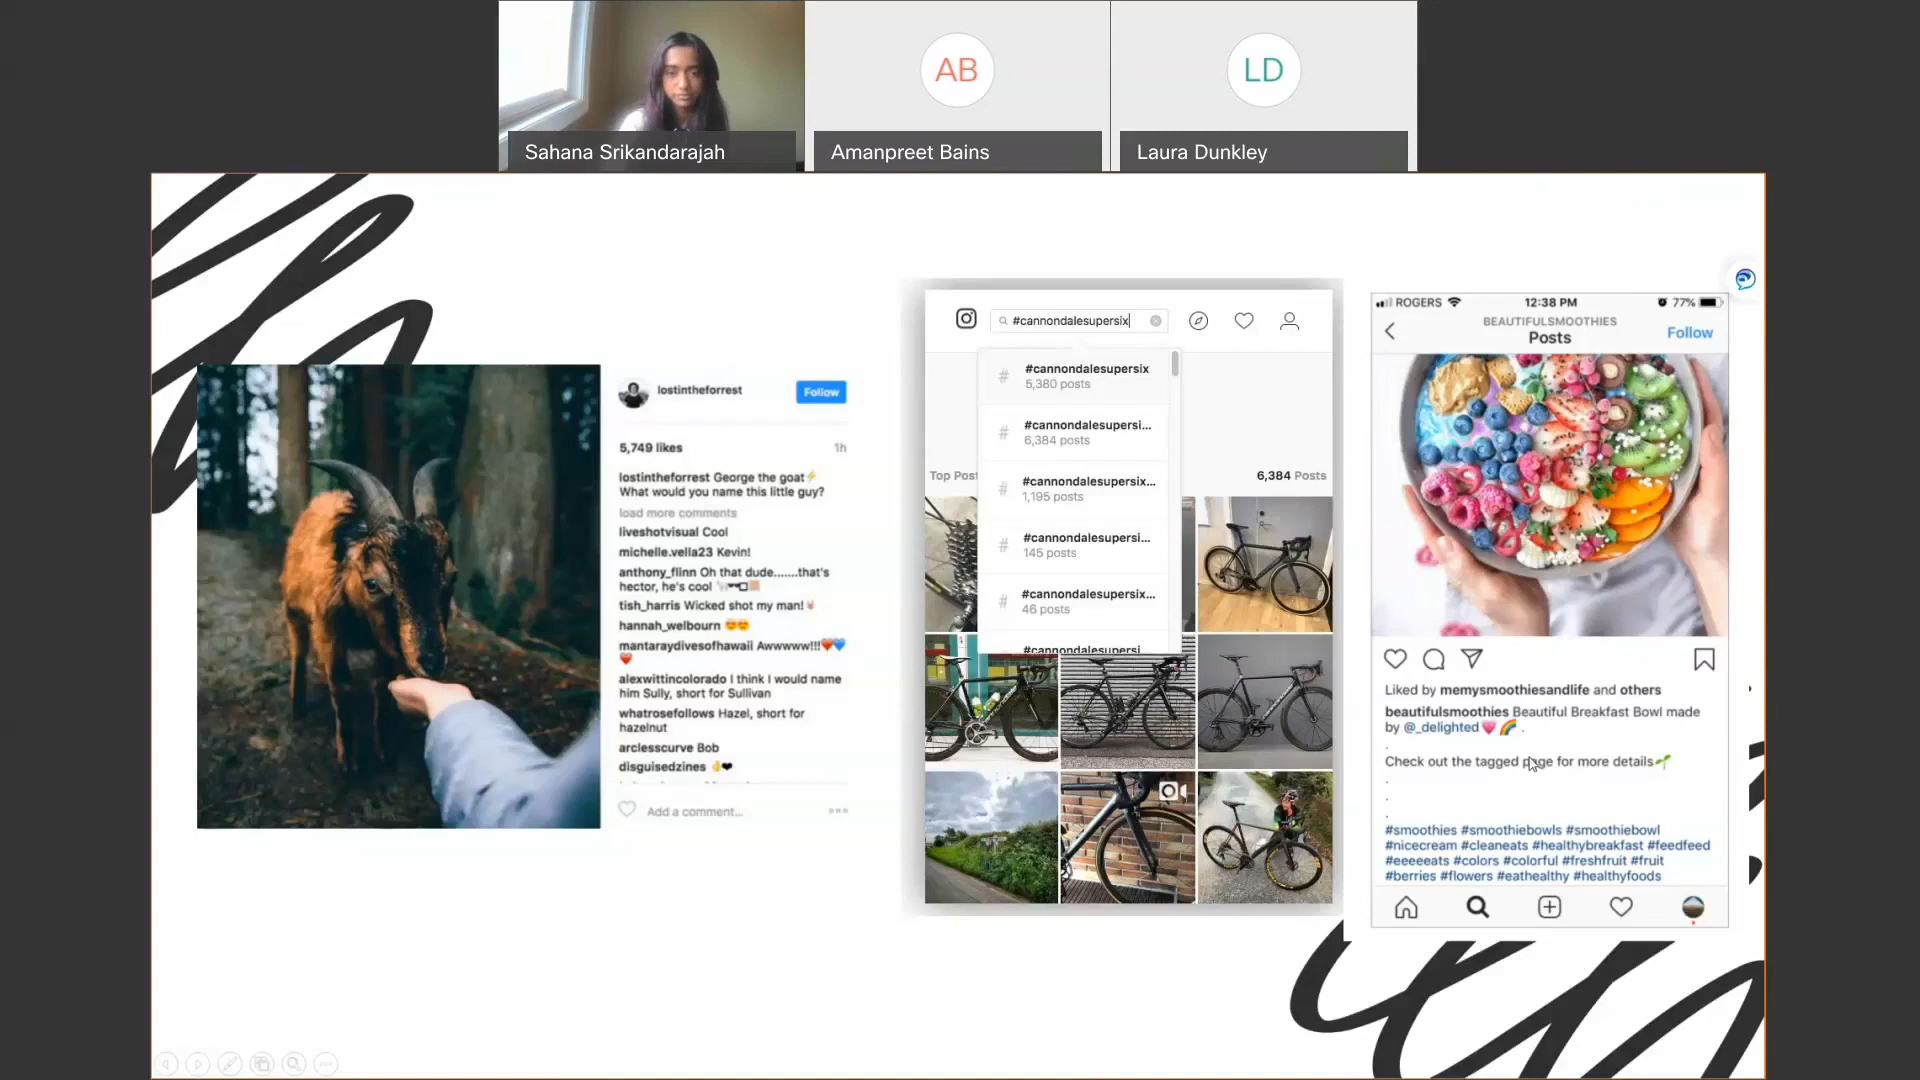 AB
LD
Sahana Srikandarajah
Amanpreet Bains
Laura Dunkley
lostintheforrest
Follow
5,749 likes
1h
lostintheforrest George the goat⚡
What would you name this little guy?
load more comments
liveshotvisual Cool
michelle.vella23 Kevin!
anthony_flinn Oh that dude.......that's
hector, he's cool
tish_harris Wicked shot my man!
hannah_welbourn 😍😍
mantaraydivesofhawaii Awwwww!!!❤️💙
❤️
alexwittincolorado I think I would name
him Sully, short for Sullivan
whatrosefollows Hazel, short for
hazelnut
arclesscurve Bob
disguisedzines 👌❤
Add a comment...
#cannondalesupersix
#cannondalesupersix
5,380 posts
#cannondalesupersi...
6,384 posts
#cannondalesupersix...
1,195 posts
#cannondalesupersi...
145 posts
#cannondalesupersix...
46 posts
#cannondalesupersi
Top Post
6,384 Posts
ROGERS
12:38 PM
77%
BEAUTIFULSMOOTHIES
Posts
Follow
Liked by memysmoothiesandlife and others
beautifulsmoothies Beautiful Breakfast Bowl made
by @_delighted💗🌈 .
.
Check out the tagged page for more details🌱
.
.
.
#smoothies #smoothiebowls #smoothiebowl
#nicecream #cleaneats #healthybreakfast #feedfeed
#eeeeeats #colors #colorful #freshfruit #fruit
#berries #flowers #eathealthy #healthyfoods